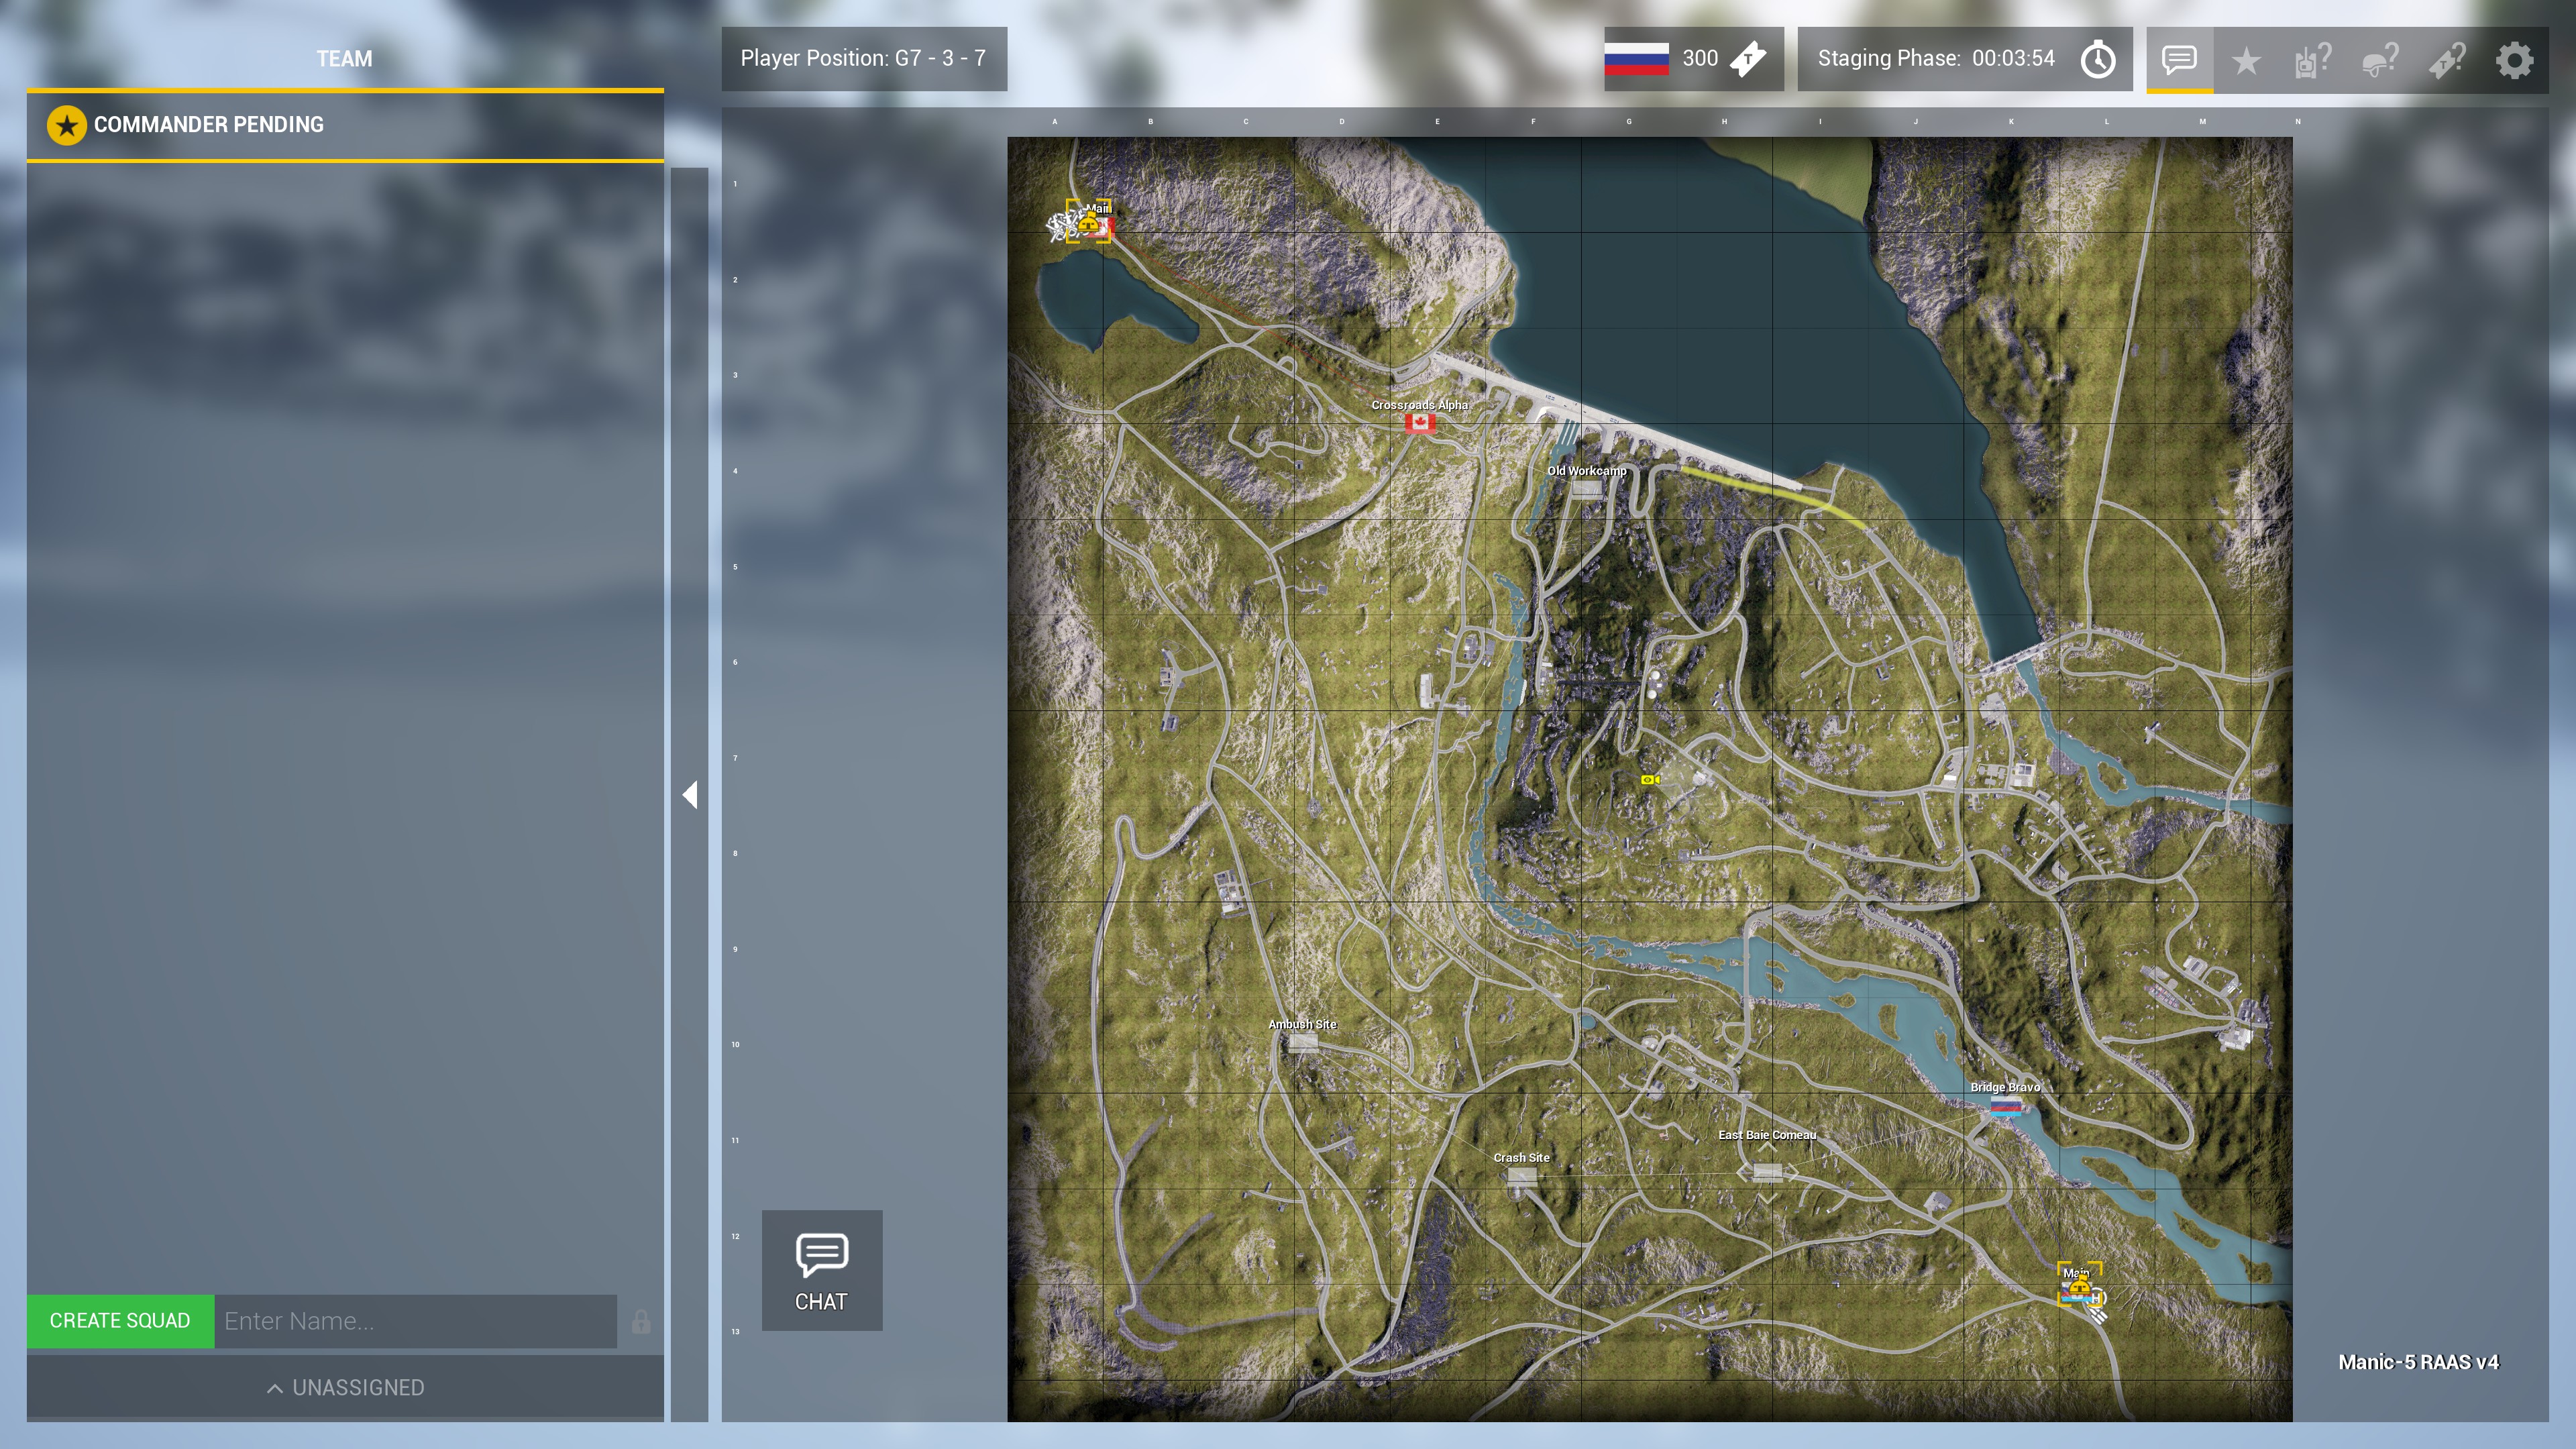 TEAM
Player Position: G7 - 3 - 7
300
T
Staging Phase: 00:03:54
COMMANDER PENDING
A B C D E F G H I J K L M N
1
Main
2
3
Crossroads Alpha
4
Old Workcamp
5
6
7
8
9
Ambush Site
10
Bridge Bravo
11
East Baie Comeau
Crash Site
12
Main
H
CHAT
CREATE SQUAD
Enter Name...
13
Manic-5 RAAS v4
UNASSIGNED